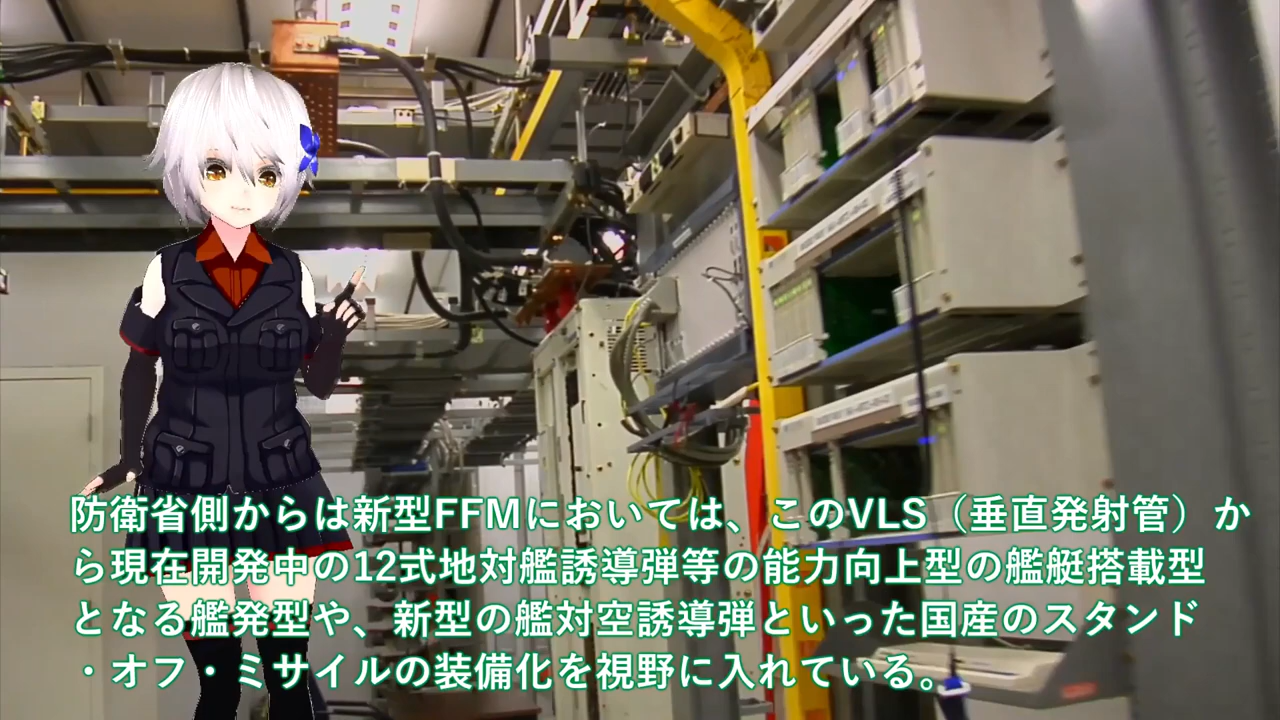 防衛省側からは新型FFMにおいては、このVLS（垂直発射管）か
ら現在開発中の12式地対艦誘導弾等の能力向上型の艦艇搭載型
となる艦発型や、新型の艦対空誘導弾といった国産のスタンド
・オフ・ミサイルの装備化を視野に入れている。